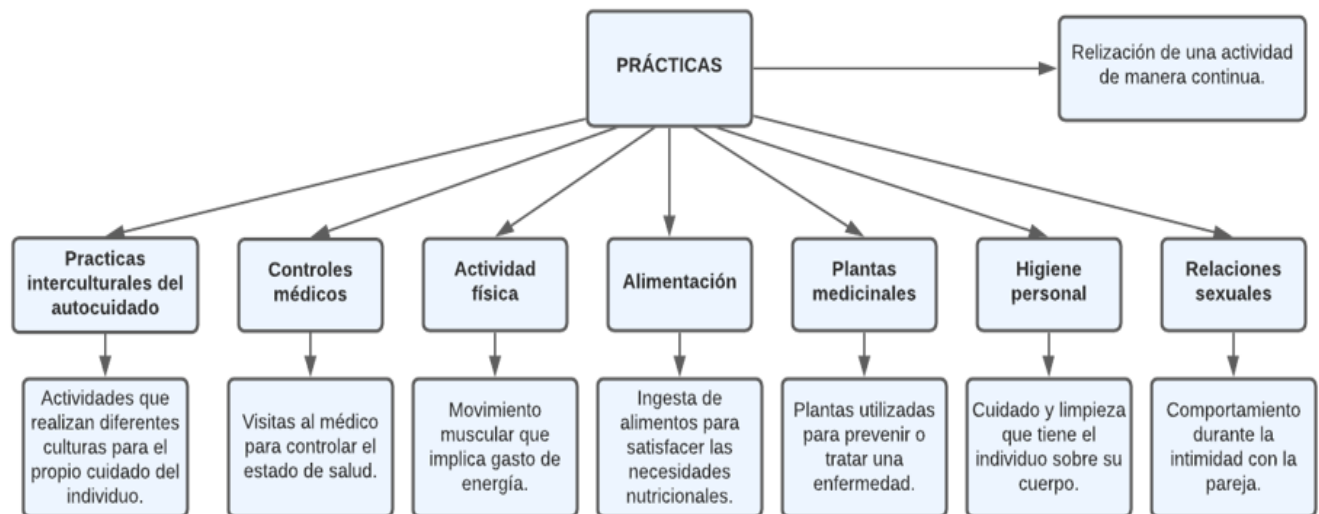 PRÁCTICAS
Relización de una actividad
de manera continua.
Practicas
interculturales del
autocuidado
Controles
médicos
Actividad
física
Alimentación
Plantas
medicinales
Higiene
personal
Relaciones
sexuales
Actividades que
realizan diferentes
culturas para el
propio cuidado del
individuo.
Visitas al médico
para controlar el
estado de salud.
Movimiento
muscular que
implica gasto de
energía.
Ingesta de
alimentos para
satisfacer las
necesidades
nutricionales.
Plantas utilizadas
para prevenir o
tratar una
enfermedad.
Cuidado y limpieza
que tiene el
individuo sobre su
cuerpo.
Comportamiento
durante la
intimidad con la
pareja.